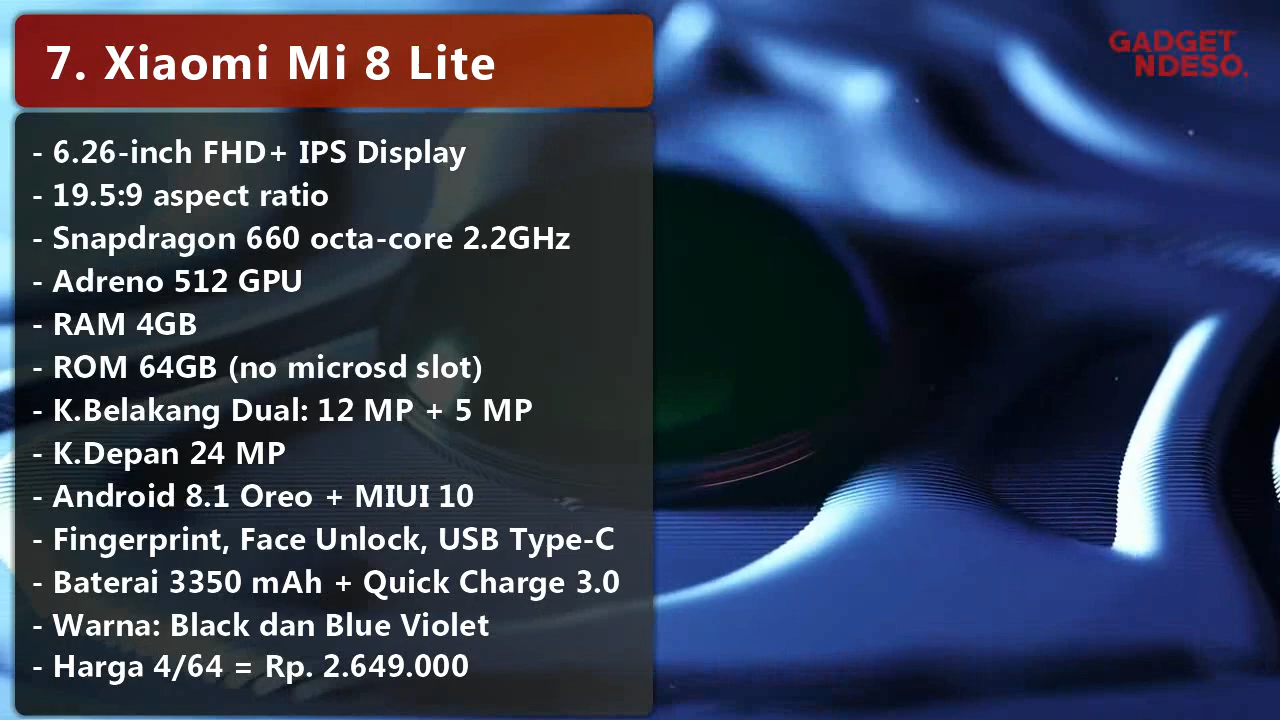 7. Xiaomi Mi 8 Lite
GADGET
NDESO.
- 6.26-inch FHD+ IPS Display
- 19.5:9 aspect ratio
- Snapdragon 660 octa-core 2.2GHz
- Adreno 512 GPU
- RAM 4GB
- ROM 64GB (no microsd slot)
- K.Belakang Dual: 12 MP + 5 MP
- K.Depan 24 MP
- Android 8.1 Oreo + MIUI 10
- Fingerprint, Face Unlock, USB Type-C
- Baterai 3350 mAh + Quick Charge 3.0
- Warna: Black dan Blue Violet
- Harga 4/64 = Rp. 2.649.000